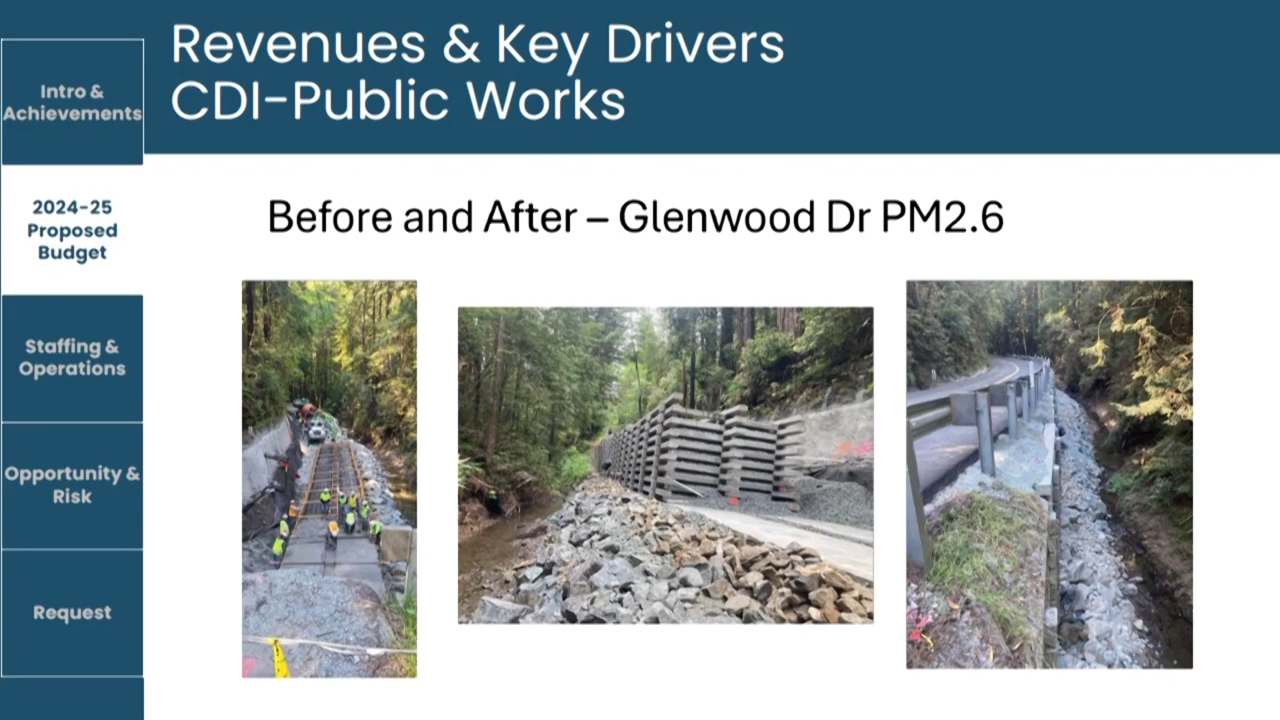 Revenues & Key Drivers
CDI-Public Works
Intro &
Achievements
2024-25
Proposed
Budget
Staffing &
Operations
Opportunity &
Risk
Request
Before and After – Glenwood Dr PM2.6